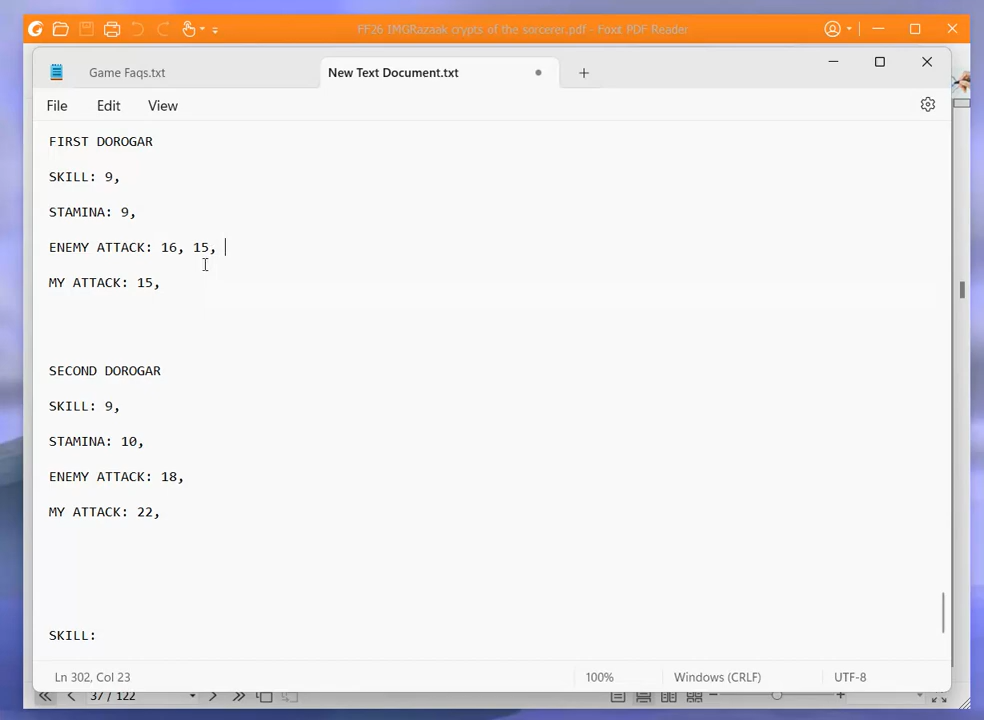 FF26 IMGRazaak crypts of the sorcerer.pdf - Foxit PDF Reader
Game Faqs.txt
New Text Document.txt
File Edit View
FIRST DOROGAR
SKILL: 9,
STAMINA: 9,
ENEMY ATTACK: 16, 15,
MY ATTACK: 15,
SECOND DOROGAR
SKILL: 9,
STAMINA: 10,
ENEMY ATTACK: 18,
MY ATTACK: 22,
SKILL:
Ln 302, Col 23
100%
Windows (CRLF)
UTF-8
37 / 122